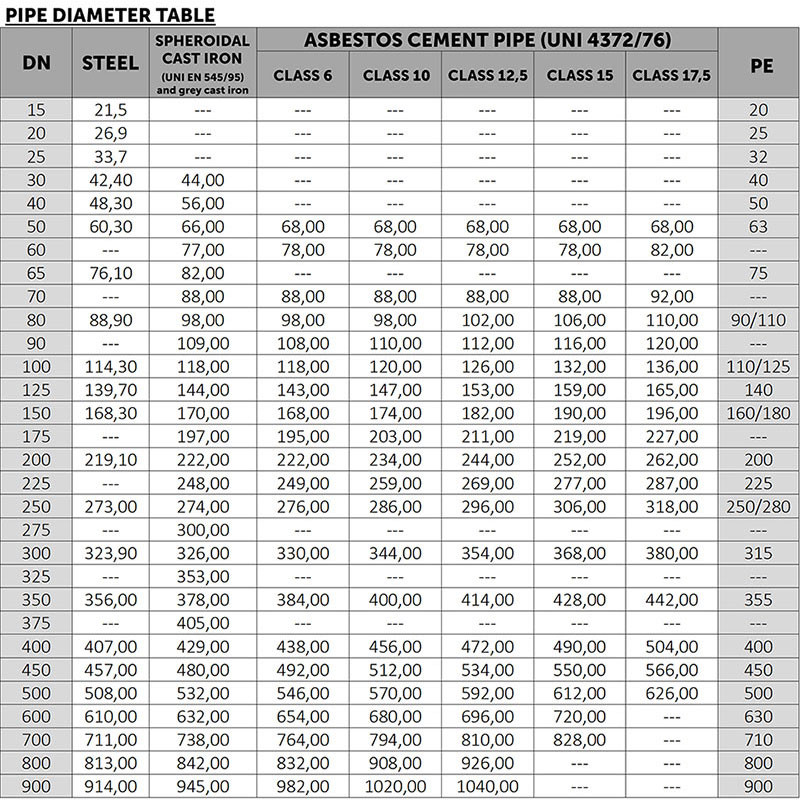 PIPE DIAMETER TABLE
DN STEEL SPHEROIDAL CAST IRON (UNI EN 545/95) and grey cast iron ASBESTOS CEMENT PIPE (UNI 4372/76) PE
CLASS 6 CLASS 10 CLASS 12,5 CLASS 15 CLASS 17,5
15 21,5 --- --- --- --- --- --- 20
20 26,9 --- --- --- --- --- --- 25
25 33,7 --- --- --- --- --- --- 32
30 42,40 44,00 --- --- --- --- --- 40
40 48,30 56,00 --- --- --- --- --- 50
50 60,30 66,00 68,00 68,00 68,00 68,00 68,00 63
60 --- 77,00 78,00 78,00 78,00 78,00 82,00 ---
65 76,10 82,00 --- --- --- --- --- 75
70 --- 88,00 88,00 88,00 88,00 88,00 92,00 ---
80 88,90 98,00 98,00 98,00 102,00 106,00 110,00 90/110
90 --- 109,00 108,00 110,00 112,00 116,00 120,00 ---
100 114,30 118,00 118,00 120,00 126,00 132,00 136,00 110/125
125 139,70 144,00 143,00 147,00 153,00 159,00 165,00 140
150 168,30 170,00 168,00 174,00 182,00 190,00 196,00 160/180
175 --- 197,00 195,00 203,00 211,00 219,00 227,00 ---
200 219,10 222,00 222,00 234,00 244,00 252,00 262,00 200
225 --- 248,00 249,00 259,00 269,00 277,00 287,00 225
250 273,00 274,00 276,00 286,00 296,00 306,00 318,00 250/280
275 --- 300,00 --- --- --- --- --- ---
300 323,90 326,00 330,00 344,00 354,00 368,00 380,00 315
325 --- 353,00 --- --- --- --- --- ---
350 356,00 378,00 384,00 400,00 414,00 428,00 442,00 355
375 --- 405,00 --- --- --- --- --- ---
400 407,00 429,00 438,00 456,00 472,00 490,00 504,00 400
450 457,00 480,00 492,00 512,00 534,00 550,00 566,00 450
500 508,00 532,00 546,00 570,00 592,00 612,00 626,00 500
600 610,00 632,00 654,00 680,00 696,00 720,00 --- 630
700 711,00 738,00 764,00 794,00 810,00 828,00 --- 710
800 813,00 842,00 832,00 908,00 926,00 --- --- 800
900 914,00 945,00 982,00 1020,00 1040,00 --- --- 900